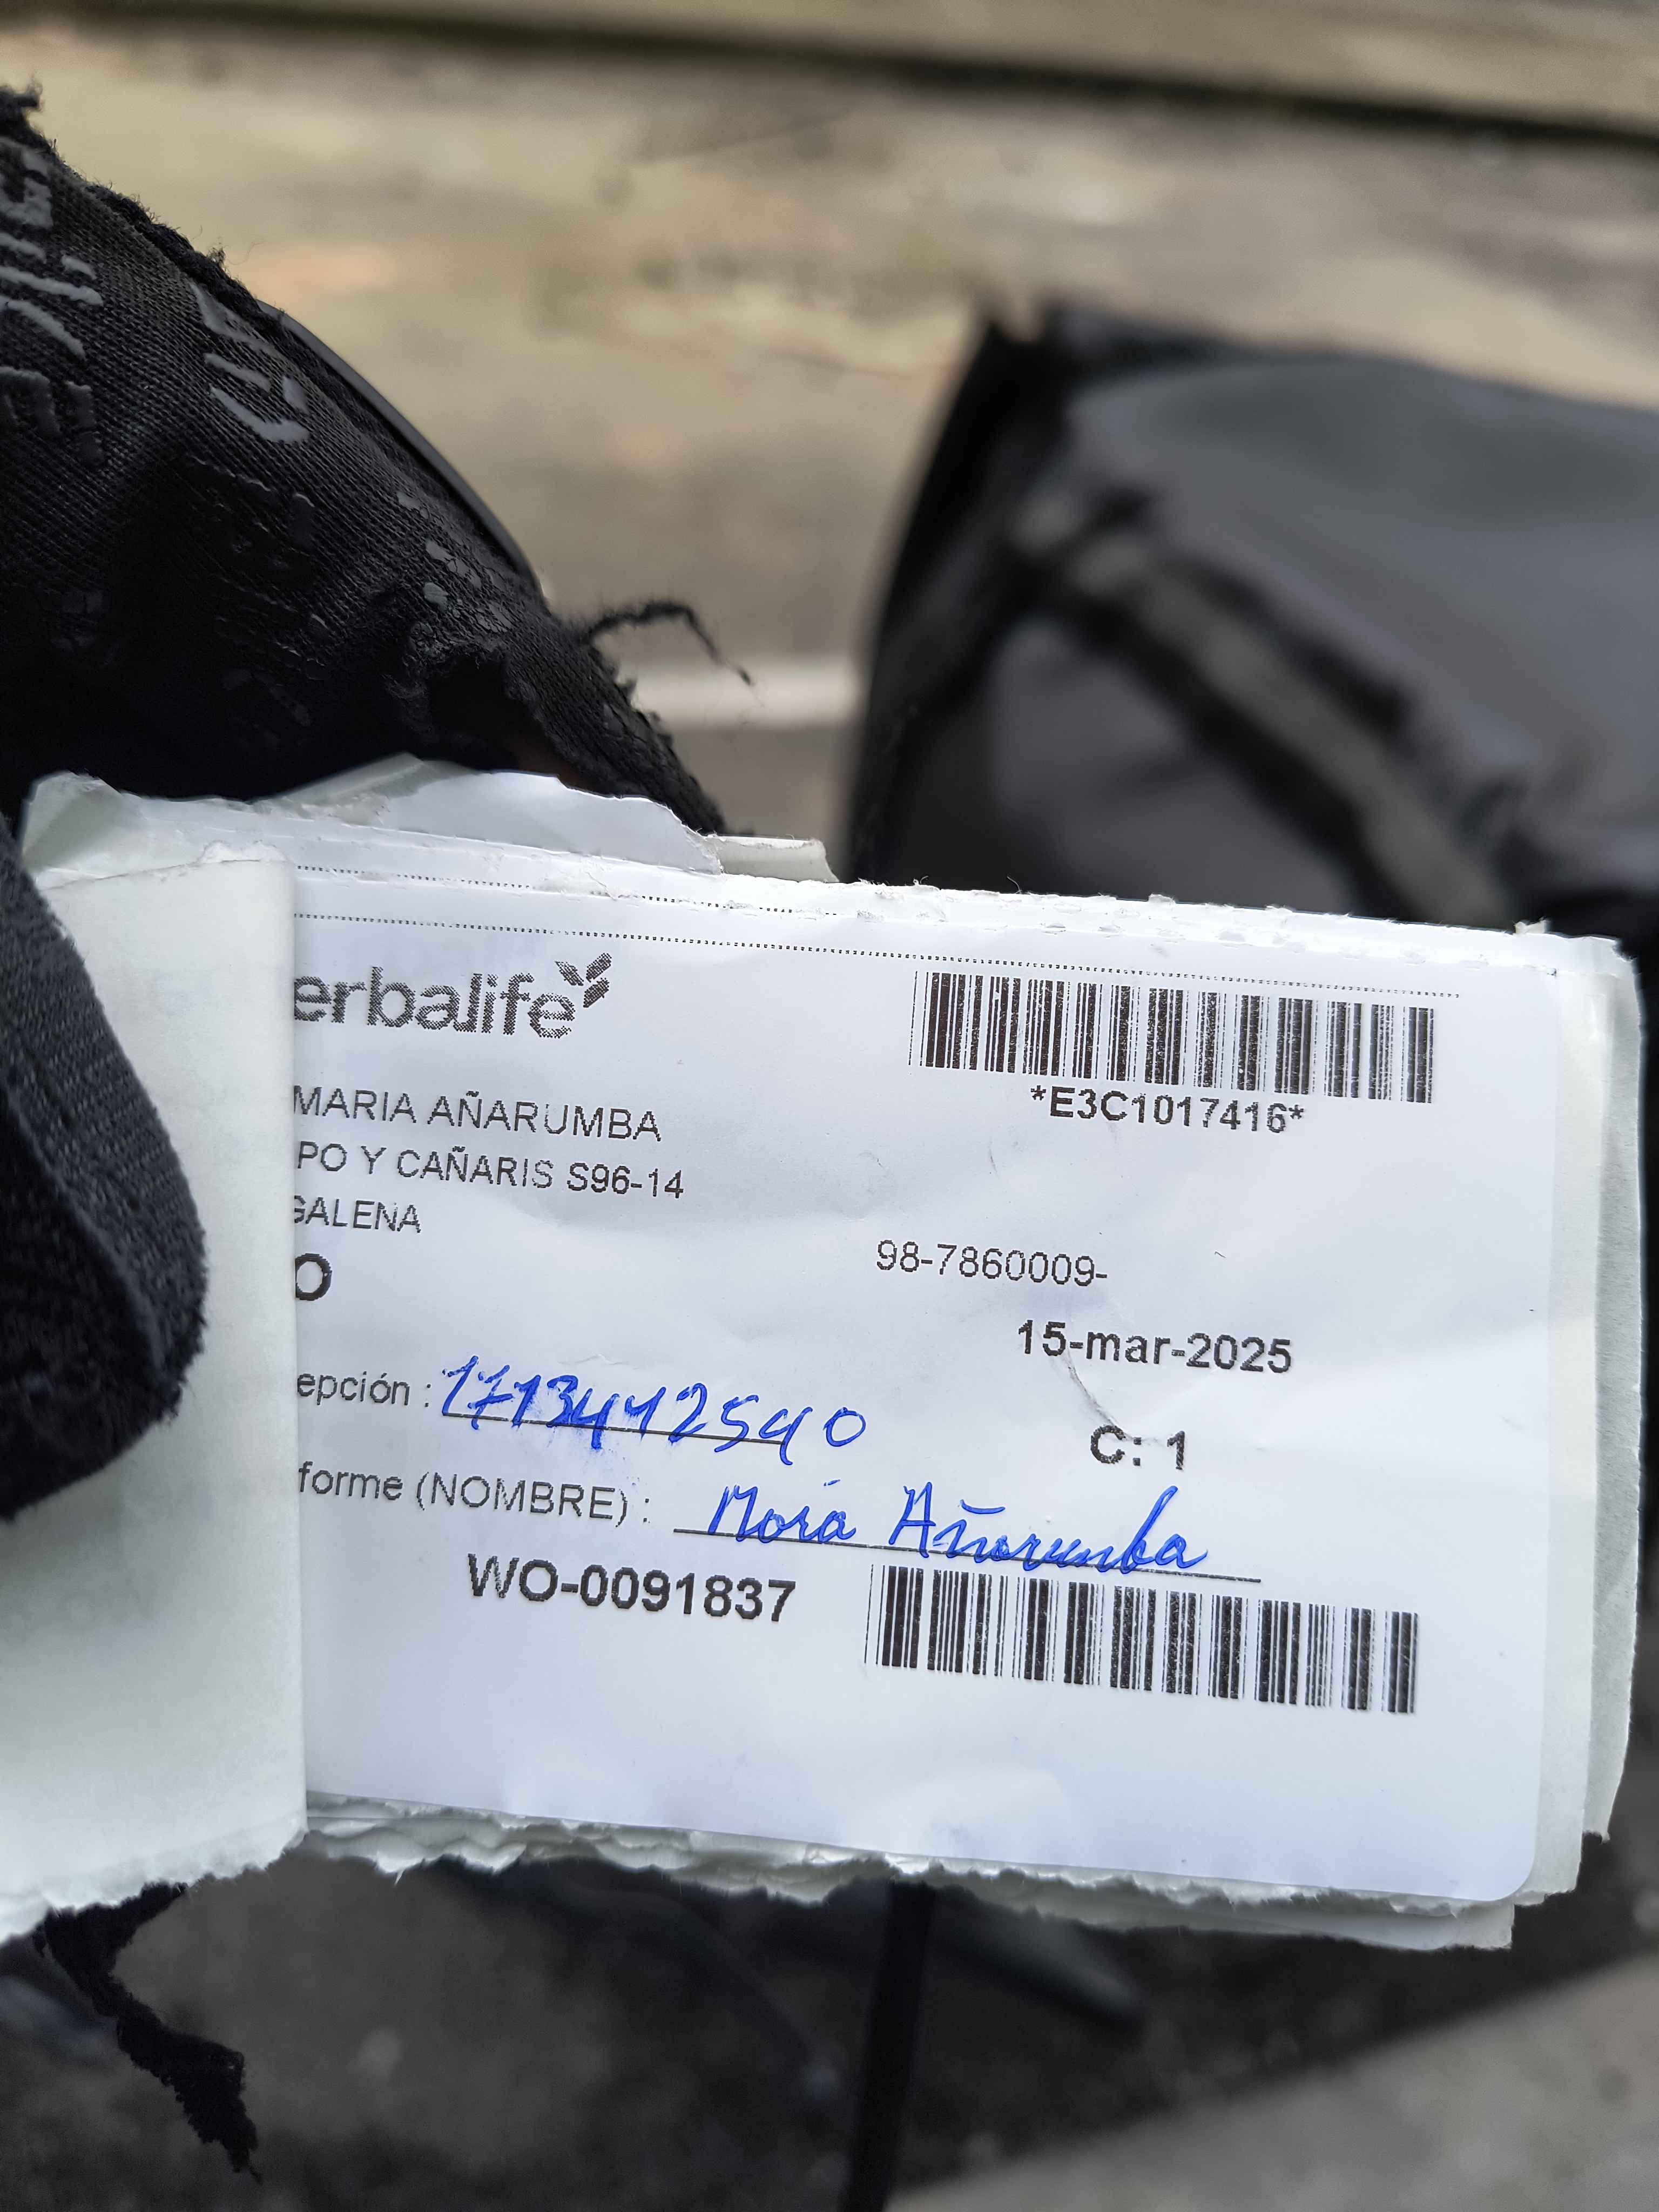 erbalife
*E3C1017416*
MARIA AÑARUMBA
PO Y CAÑARIS S96-14
GALENA
98-7860009-
O
15-mar-2025
epción : 1713442540
C: 1
forme (NOMBRE) : Moria Añarumba
WO-0091837